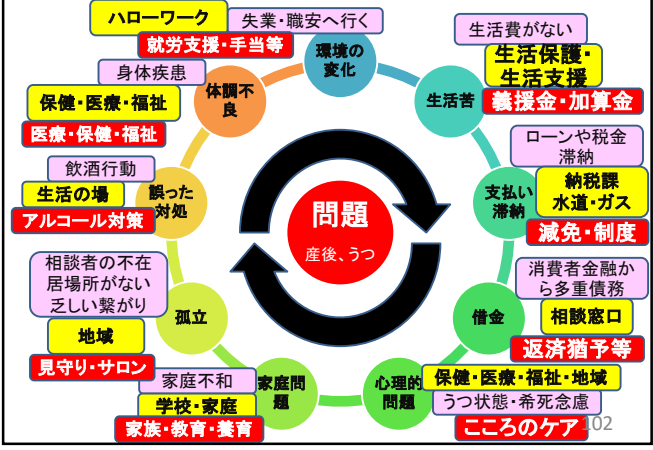 ハローワーク
失業・職安へ行く
就労支援・手当等
環境の
変化
生活費がない
生活保護・
生活支援
義援金・加算金
生活苦
身体疾患
保健・医療・福祉
医療・保健・福祉
体調不
良
ローンや税金
滞納
納税課
水道・ガス
減免・制度
支払い
滞納
飲酒行動
生活の場
アルコール対策
誤った
対処
問題
産後、うつ
消費者金融か
ら多重債務
相談窓口
返済猶予等
借金
相談者の不在
居場所がない
乏しい繋がり
地域
見守り・サロン
孤立
家庭不和
学校・家庭
家族・教育・養育
家庭問
題
心理的
問題
保健・医療・福祉・地域
うつ状態・希死念慮
こころのケア
102